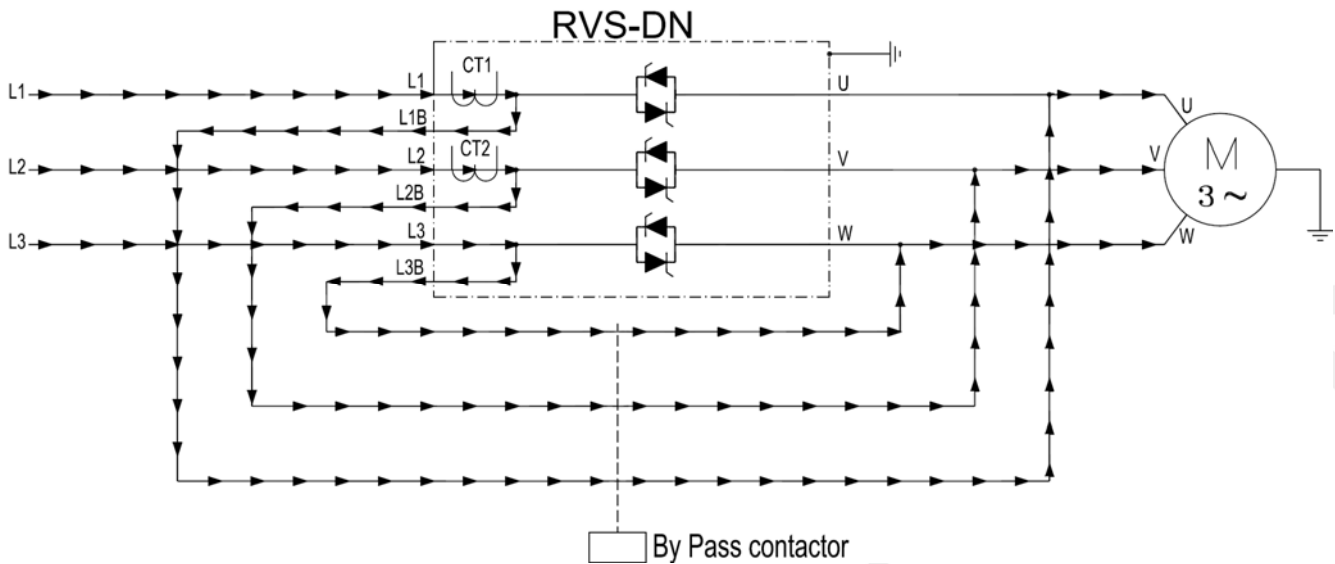 RVS-DN
L1
L1
CT1
U
U
L1B
L2
L2
CT2
V
V
M
3 ~
L2B
L3
L3
W
W
L3B
By Pass contactor